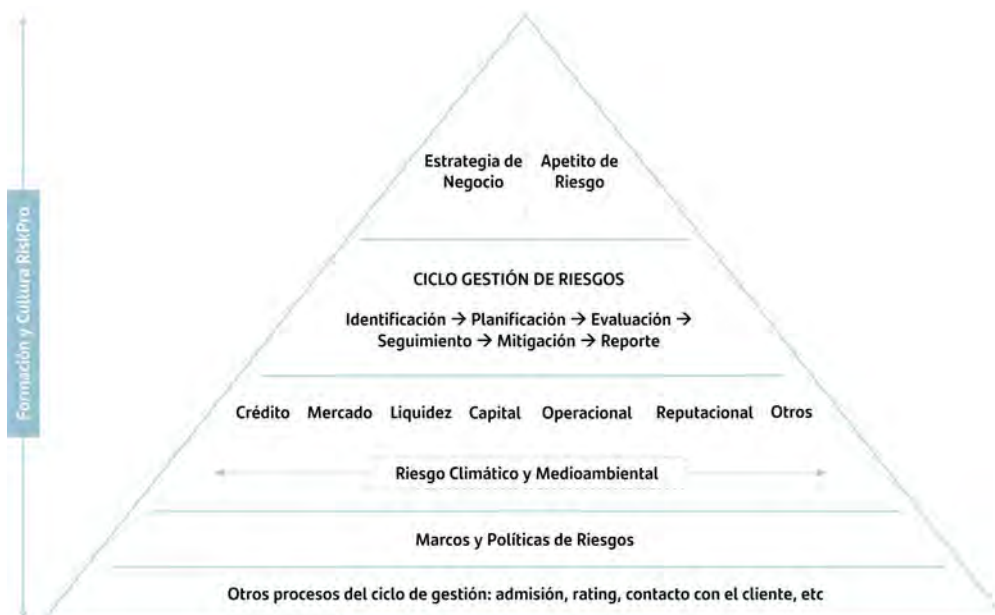 Formación y Cultura RiskPro
Estrategia de Apetito de
Negocio Riesgo
CICLO GESTIÓN DE RIESGOS
Identificación → Planificación → Evaluación →
Seguimiento → Mitigación → Reporte
Crédito Mercado Liquidez Capital Operacional Reputacional Otros
Riesgo Climático y Medioambiental
Marcos y Políticas de Riesgos
Otros procesos del ciclo de gestión: admisión, rating, contacto con el cliente, etc